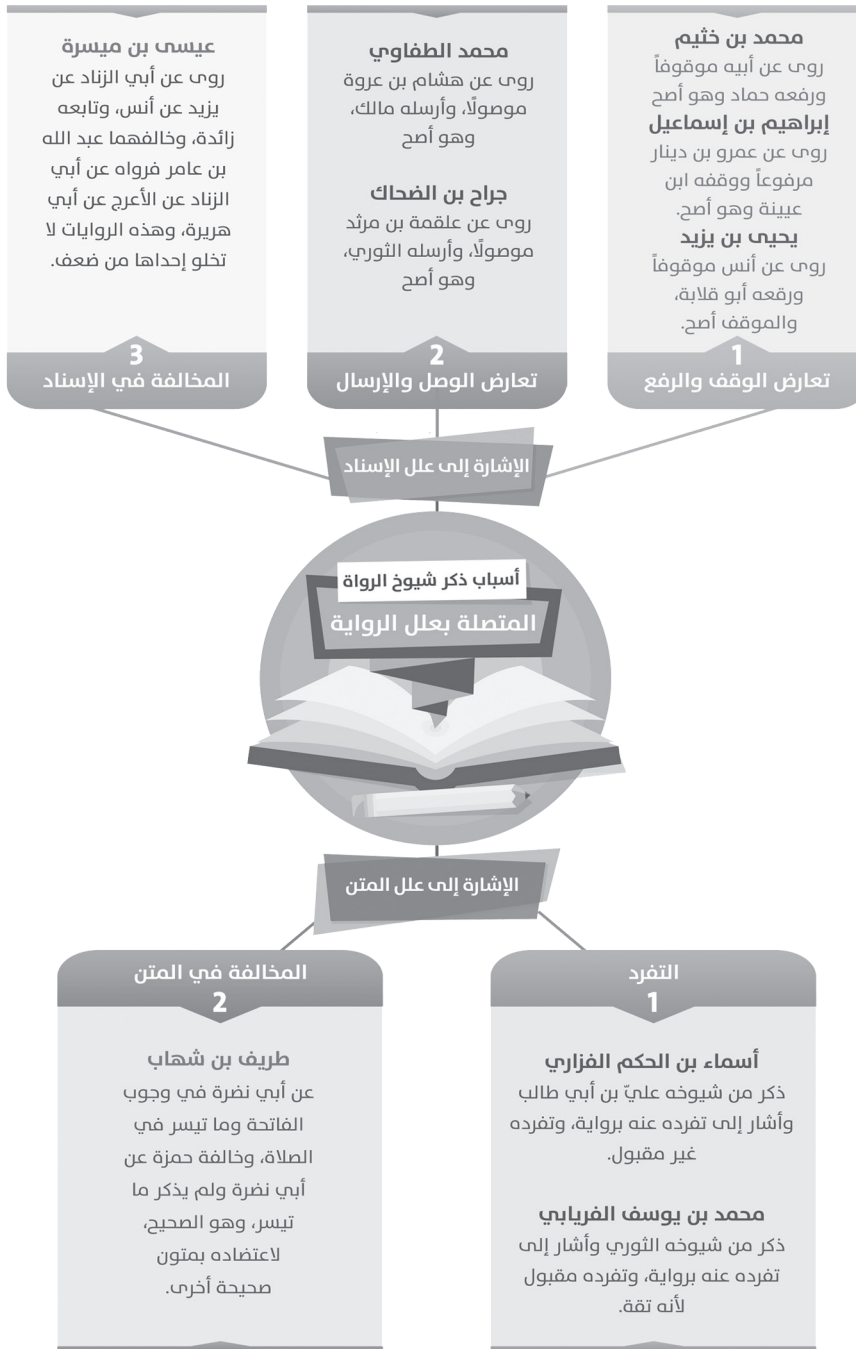 محمد بن خثيم
روى عن أبيه موقوفاً
ورفعه حماد وهو أصح
إبراهيم بن إسماعيل
روى عن عمرو بن دينار
مرفوعاً ووقفه ابن
عيينة وهو أصح.
يحيى بن يزيد
روى عن أنس موقوفاً
ورقعه أبو قلابة،
والموقف أصح.
1
تعارض الوقف والرفع
محمد الطفاوي
روى عن هشام بن عروة
موصولًا، وأرسله مالك،
وهو أصح
جراح بن الضحاك
روى عن علقمة بن مرثد
موصولًا، وأرسله الثوري،
وهو أصح
2
تعارض الوصل والإرسال
عيسى بن ميسرة
روى عن أبي الزناد عن
يزيد عن أنس، وتابعه
زائدة، وخالفهما عبد الله
بن عامر فرواه عن أبي
الزناد عن الأعرج عن أبي
هريرة، وهذه الروايات لا
تخلو إحداها من ضعف.
3
المخالفة في الإسناد
الإشارة إلى علل الإسناد
أسباب ذكر شيوخ الرواة
المتصلة بعلل الرواية
الإشارة إلى علل المتن
التفرد
1
أسماء بن الحكم الفزاري
ذكر من شيوخه عليّ بن أبي طالب
وأشار إلى تفرده عنه برواية، وتفرده
غير مقبول.
محمد بن يوسف الفريابي
ذكر من شيوخه الثوري وأشار إلى
تفرده عنه برواية، وتفرده مقبول
لأنه تقة.
المخالفة في المتن
2
طريف بن شهاب
عن أبي نضرة في وجوب
الفاتحة وما تيسر في
الصلاة، وخالفة حمزة عن
أبي نضرة ولم يذكر ما
تيسر، وهو الصحيح،
لاعتضاده بمتون
صحيحة أخرى.